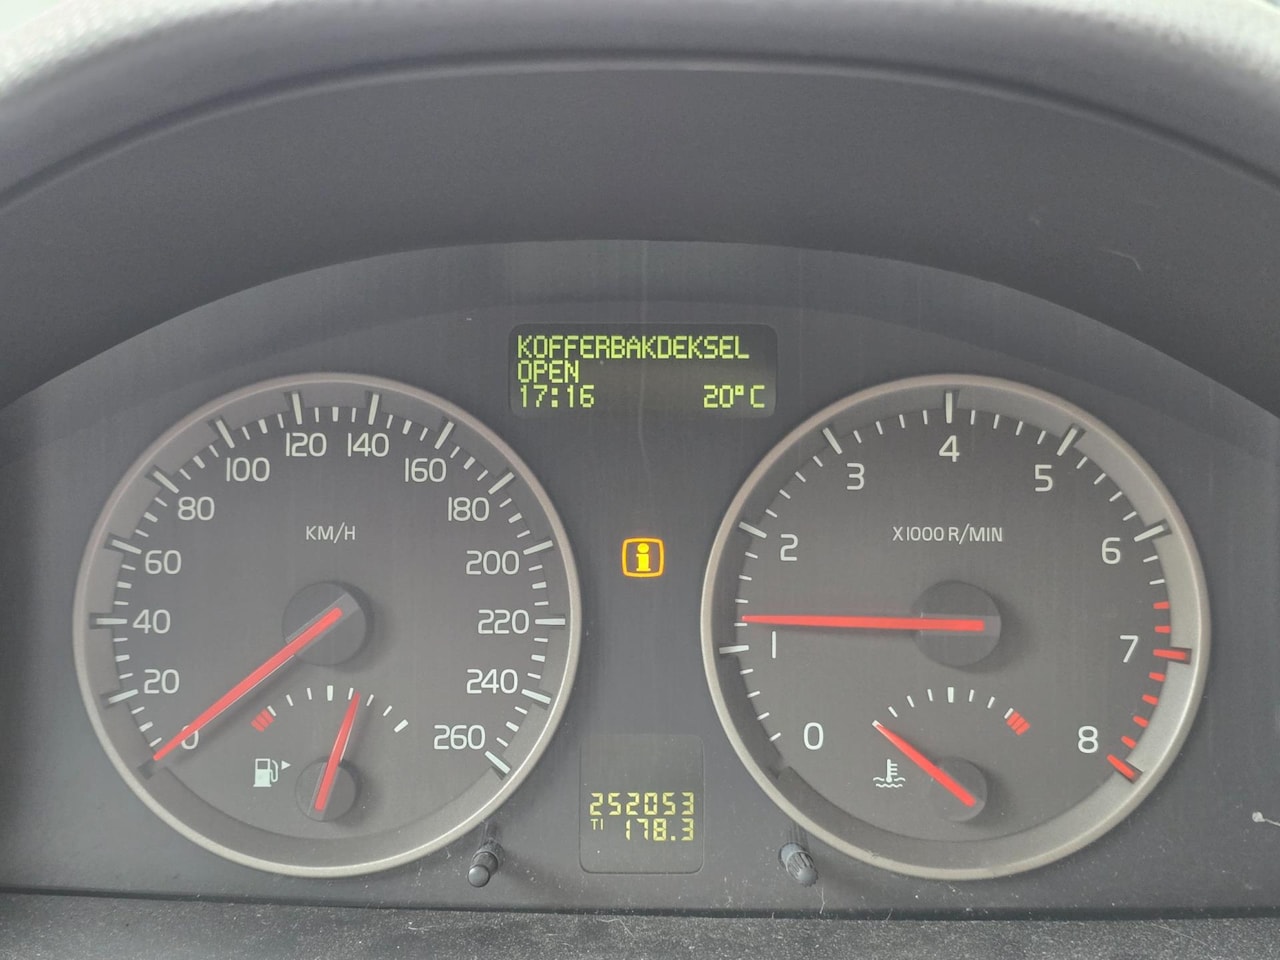 KOFFERBAKDEKSEL
OPEN
17:16 20°C
0 20 40 60 80 100 120 140 160 180 200 220 240 260
KM/H
0 1 2 3 4 5 6 7 8
X1000 R/MIN
i
252053
T1 178.3